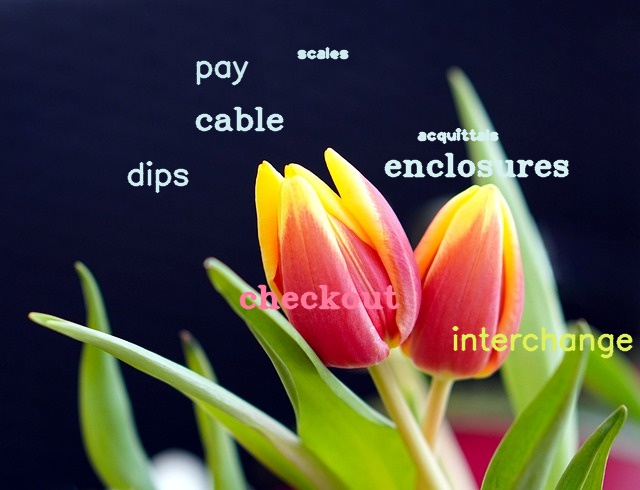 scales
pay
cable
acquittals
enclosures
dips
checkout
interchange